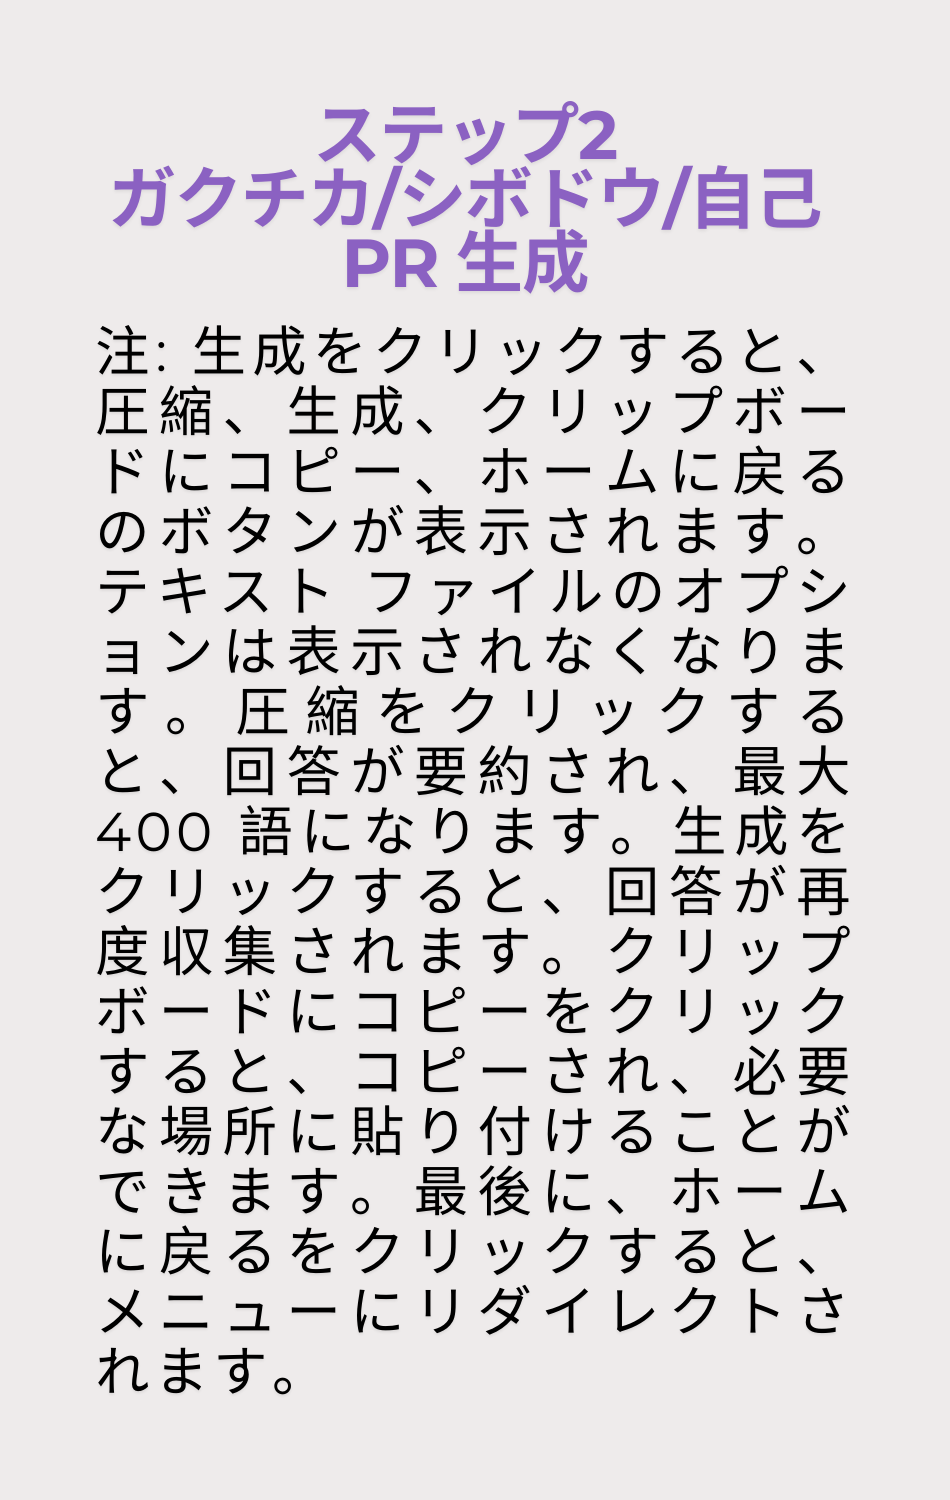 ステップ2
ガクチカ/シボドウ/自己
PR 生成
注: 生成をクリックすると、
圧縮、生成、クリップボー
ドにコピー、ホームに戻る
のボタンが表示されます。
テキスト ファイルのオプシ
ョンは表示されなくなりま
す。圧縮をクリックする
と、回答が要約され、最大
400 語になります。生成を
クリックすると、回答が再
度収集されます。クリップ
ボードにコピーをクリック
すると、コピーされ、必要
な場所に貼り付けることが
できます。最後に、ホーム
に戻るをクリックすると、
メニューにリダイレクトさ
れます。